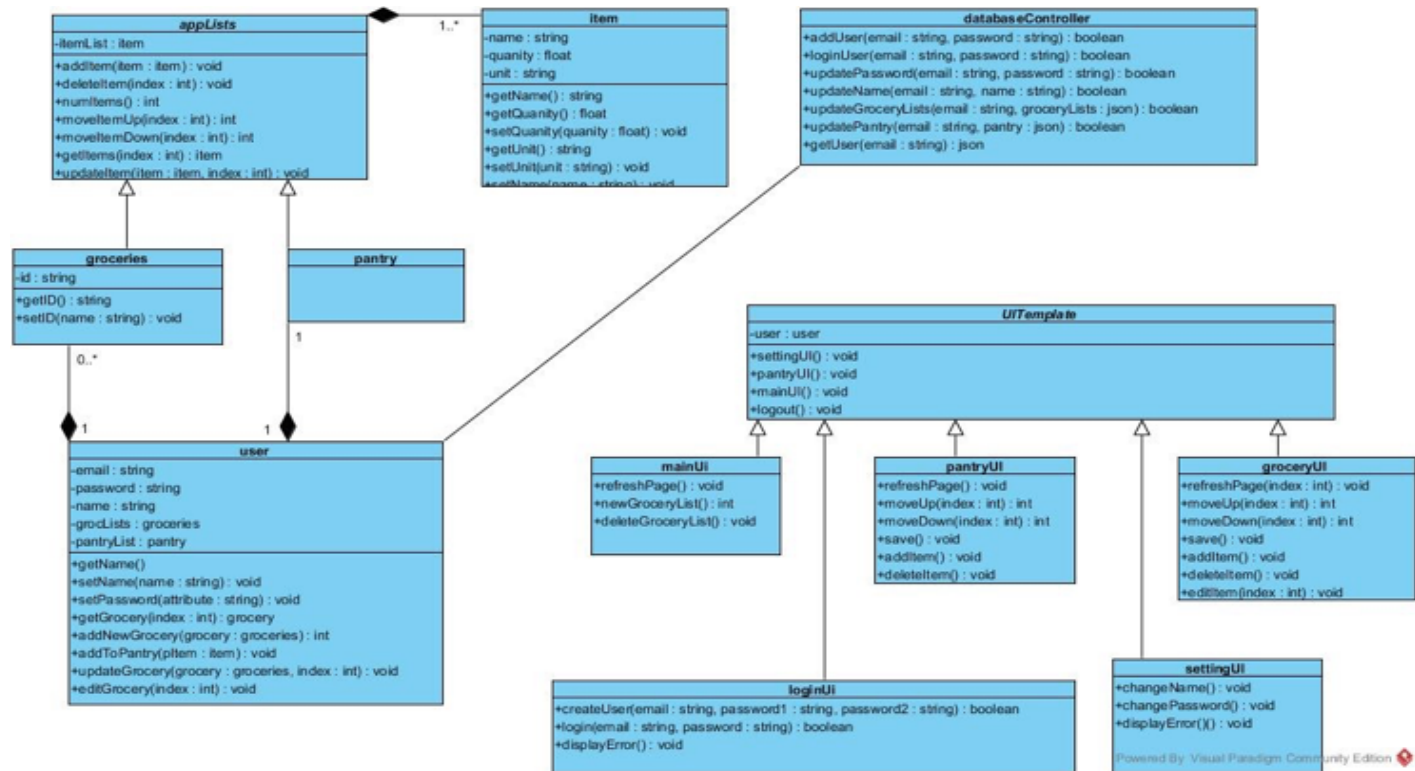 appLists
-itemList : item
+addItem(item : item) : void
+deleteItem(index : int) : void
+numItems() : int
+moveItemUp(index : int) : int
+moveItemDown(index : int) : int
+getItems(index : int) : item
+updateItem(item : item, index : int) : void
1..*
item
-name : string
-quanity : float
-unit : string
+getName() : string
+getQuanity() : float
+setQuanity(quanity : float) : void
+getUnit() : string
+setUnit(unit : string) : void
+setName(name : string) : void
databaseController
+addUser(email : string, password : string) : boolean
+loginUser(email : string, password : string) : boolean
+updatePassword(email : string, password : string) : boolean
+updateName(email : string, name : string) : boolean
+updateGroceryLists(email : string, groceryLists : json) : boolean
+updatePantry(email : string, pantry : json) : boolean
+getUser(email : string) : json
groceries
-id : string
+getID() : string
+setID(name : string) : void
pantry
0..*
1
1
1
user
-email : string
-password : string
-name : string
-grocLists : groceries
-pantryList : pantry
+getName()
+setName(name : string) : void
+setPassword(attribute : string) : void
+getGrocery(index : int) : grocery
+addNewGrocery(grocery : groceries) : int
+addToPantry(pItem : item) : void
+updateGrocery(grocery : groceries, index : int) : void
+editGrocery(index : int) : void
UITemplate
-user : user
+settingUI() : void
+pantryUI() : void
+mainUI() : void
+logout() : void
mainUi
+refreshPage() : void
+newGroceryList() : int
+deleteGroceryList() : void
pantryUI
+refreshPage() : void
+moveUp(index : int) : int
+moveDown(index : int) : int
+save() : void
+addItem() : void
+deleteItem() : void
groceryUI
+refreshPage(index : int) : void
+moveUp(index : int) : int
+moveDown(index : int) : int
+save() : void
+addItem() : void
+deleteItem() : void
+editItem(index : int) : void
loginUi
+createUser(email : string, password1 : string, password2 : string) : boolean
+login(email : string, password : string) : boolean
+displayError() : void
settingUI
+changeName() : void
+changePassword() : void
+displayError()() : void
Powered By Visual Paradigm Community Edition